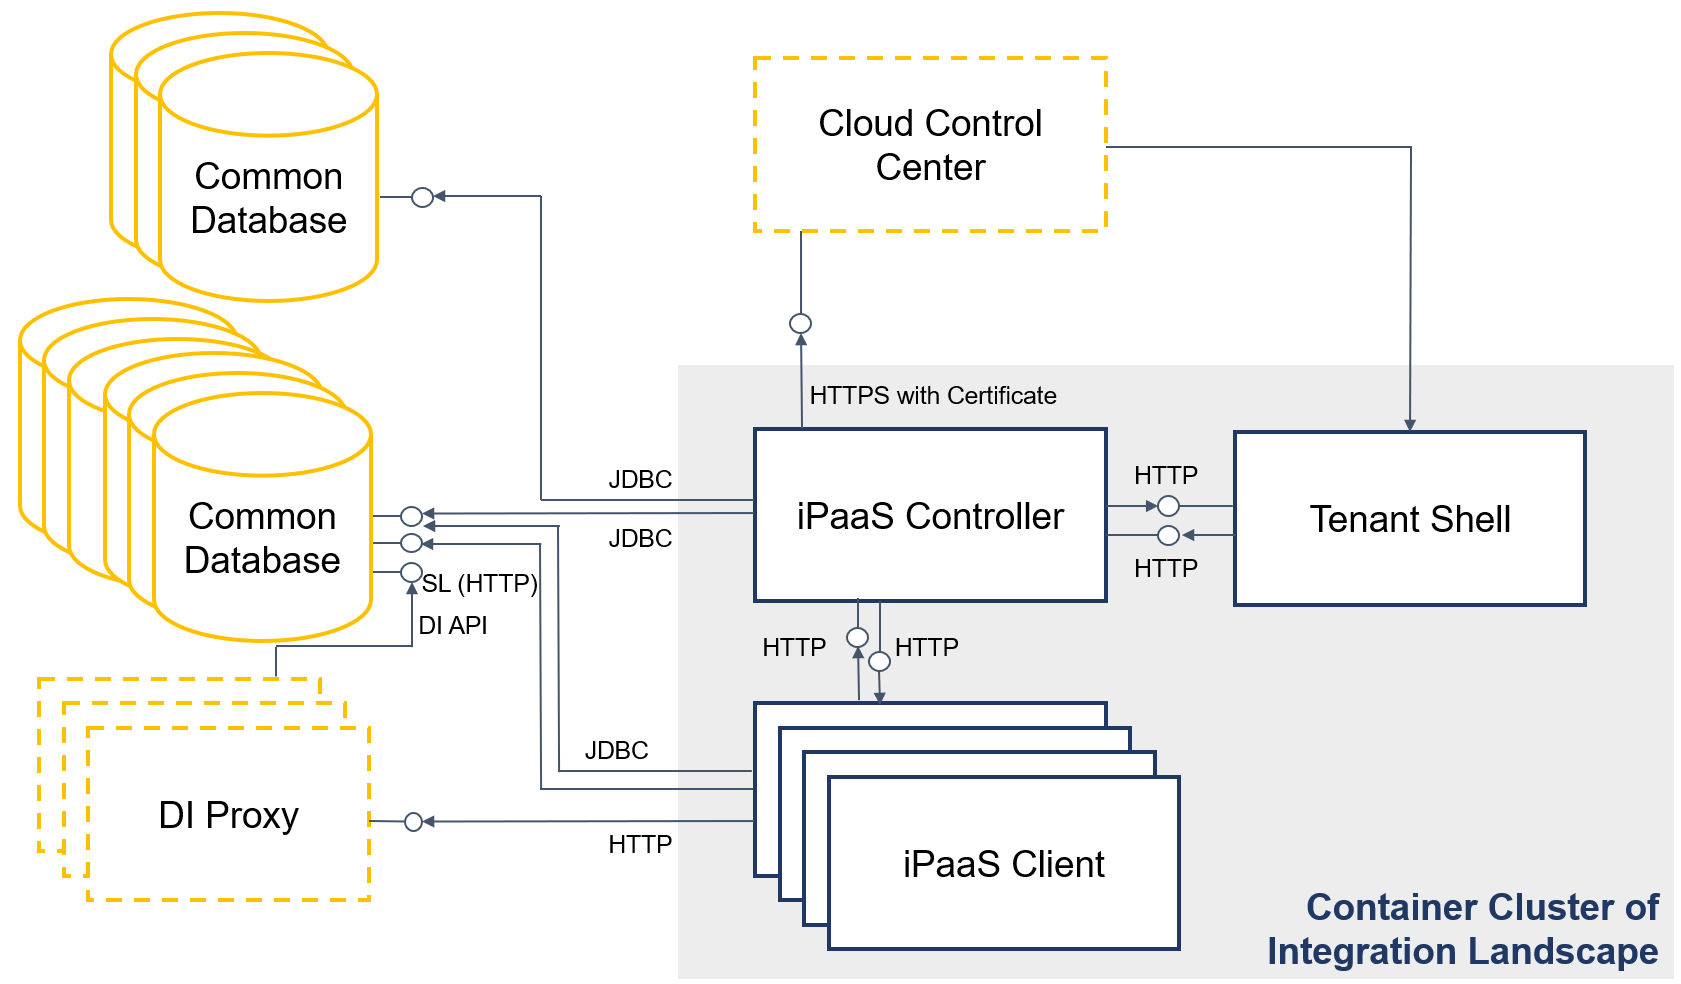 Common
Database
Cloud Control
Center
HTTPS with Certificate
JDBC
JDBC
iPaaS Controller
HTTP
HTTP
Tenant Shell
Common
Database
SL (HTTP)
DI API
HTTP
HTTP
JDBC
DI Proxy
HTTP
iPaaS Client
Container Cluster of
Integration Landscape